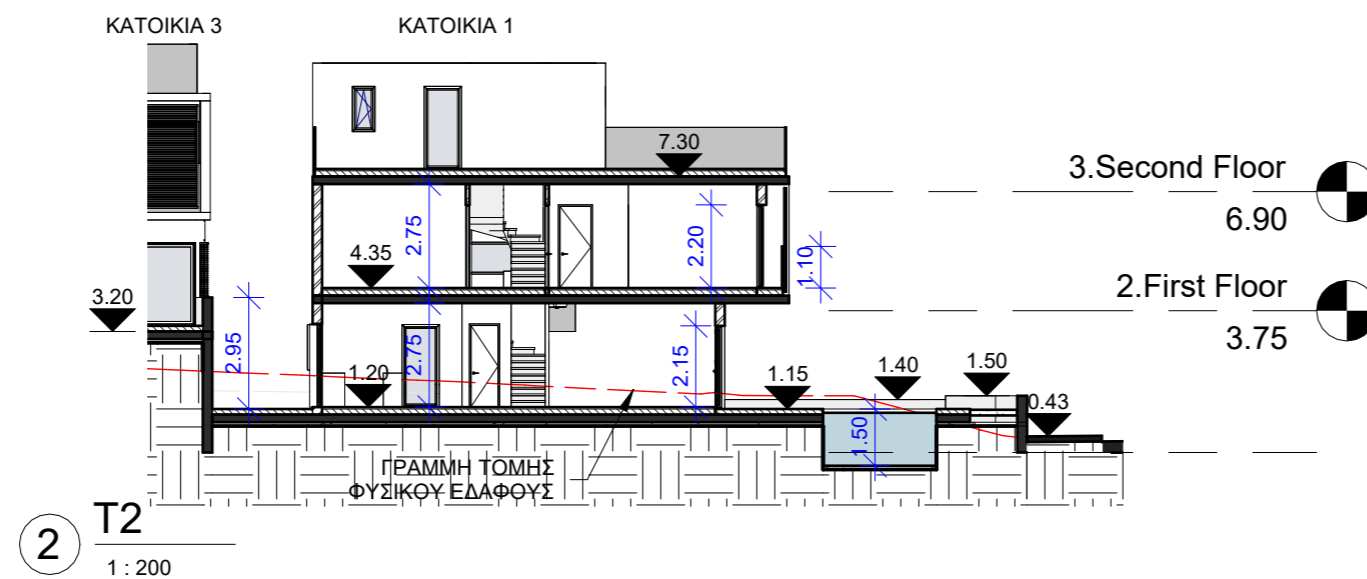 ΚΑΤΟΙΚΙΑ 3
ΚΑΤΟΙΚΙΑ 1
7.30
3.Second Floor
6.90
2.75
2.20
4.35
1.10
2.First Floor
3.20
3.75
2.95
2.75
2.15
1.20
1.15
1.40
1.50
0.43
1.50
ΓΡΑΜΜΗ ΤΟΜΗΣ
ΦΥΣΙΚΟΥ ΕΔΑΦΟΥΣ
2
T2
1 : 200